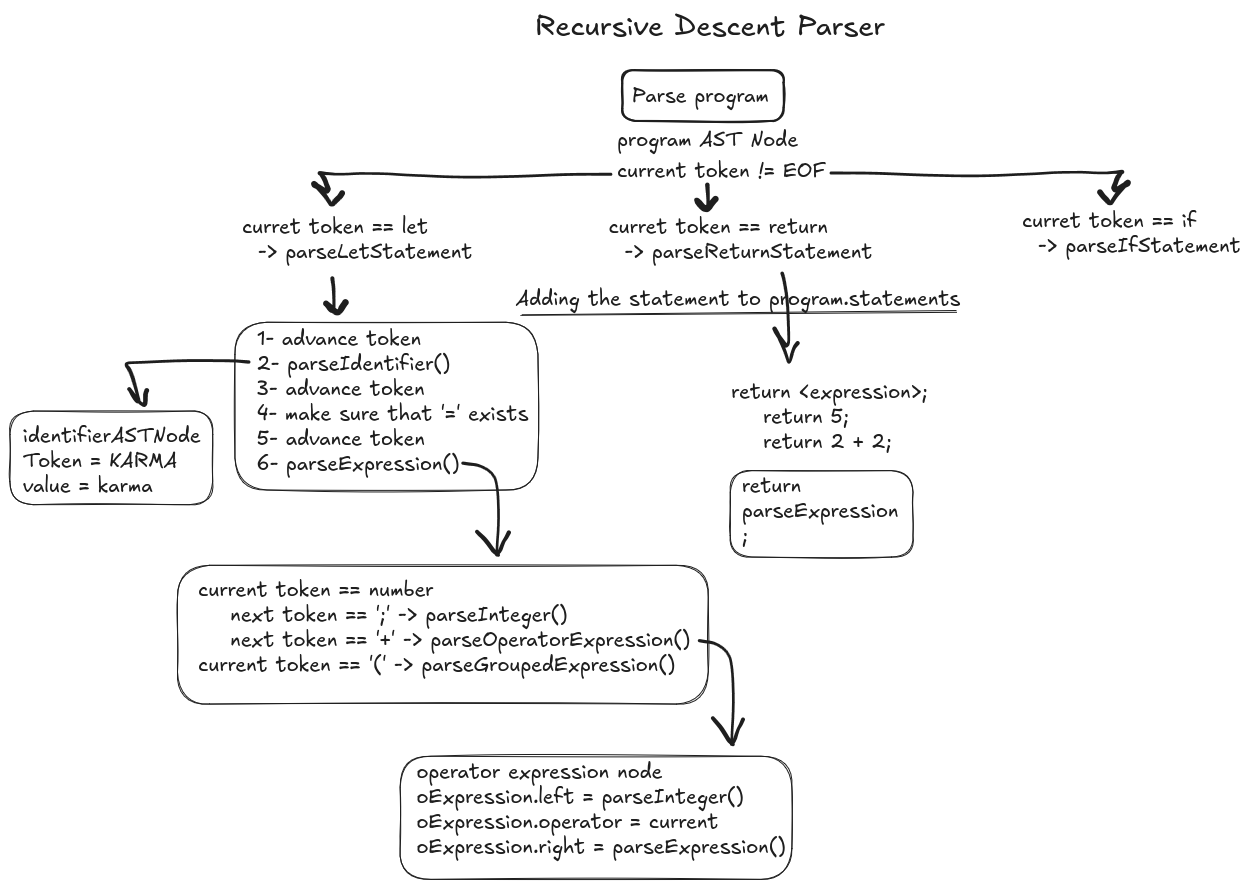 Recursive Descent Parser
Parse program
program AST Node
current token != EOF
curret token == let
-> parseLetStatement
curret token == return
-> parseReturnStatement
curret token == if
-> parseIfStatement
Adding the statement to program.statements
1- advance token
2- parseIdentifier()
3- advance token
4- make sure that '=' exists
5- advance token
6- parseExpression()
identifierASTNode
Token = KARMA
value = karma
return <expression>;
return 5;
return 2 + 2;
return
parseExpression
;
current token == number
next token == ';' -> parseInteger()
next token == '+' -> parseOperatorExpression()
current token == '(' -> parseGroupedExpression()
operator expression node
oExpression.left = parseInteger()
oExpression.operator = current
oExpression.right = parseExpression()